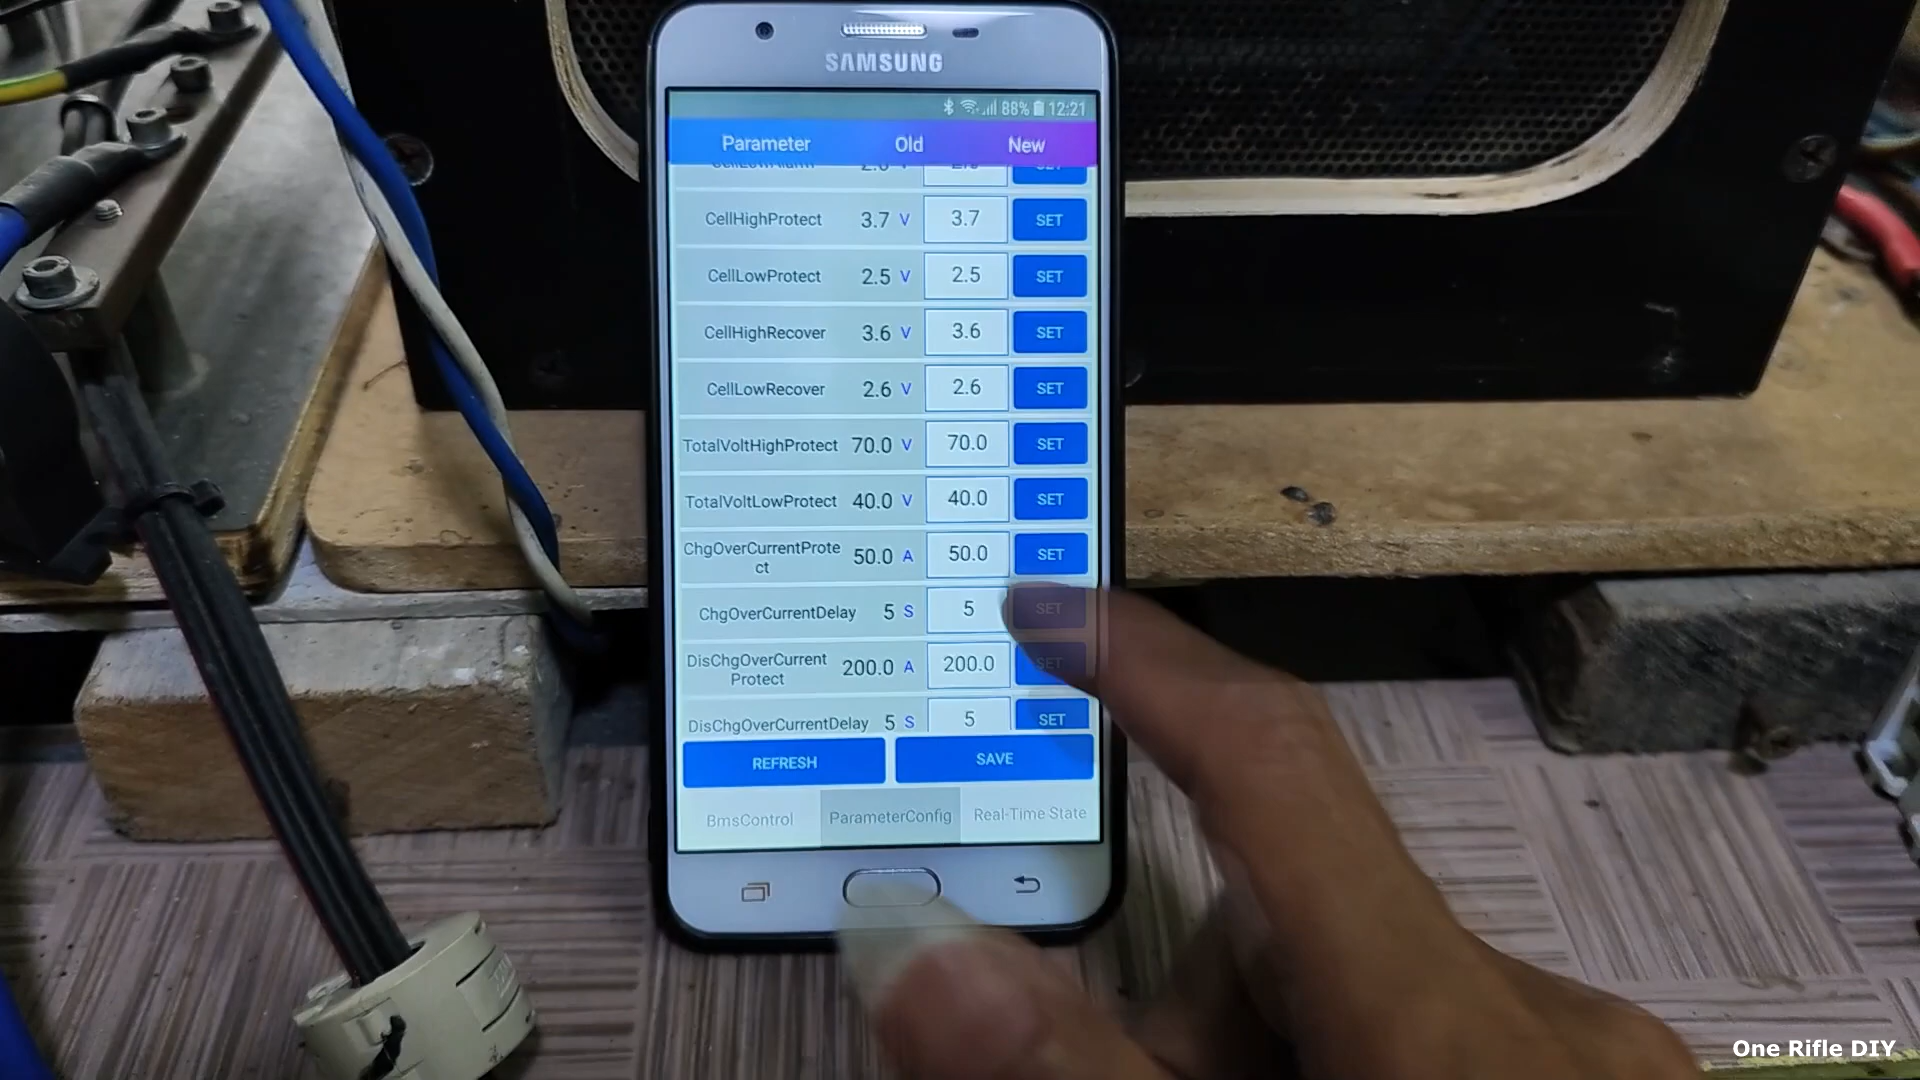 SAMSUNG
88% 12:21
Parameter Old New
CellHighProtect 3.7 V 3.7 SET
CellLowProtect 2.5 V 2.5 SET
CellHighRecover 3.6 V 3.6 SET
CellLowRecover 2.6 V 2.6 SET
TotalVoltHighProtect 70.0 V 70.0 SET
TotalVoltLowProtect 40.0 V 40.0 SET
ChgOverCurrentProte
ct 50.0 A 50.0 SET
ChgOverCurrentDelay 5 S 5 SET
DisChgOverCurrent
Protect 200.0 A 200.0 SET
DisChgOverCurrentDelay 5 S 5 SET
REFRESH SAVE
BmsControl ParameterConfig Real-Time State
One Rifle DIY